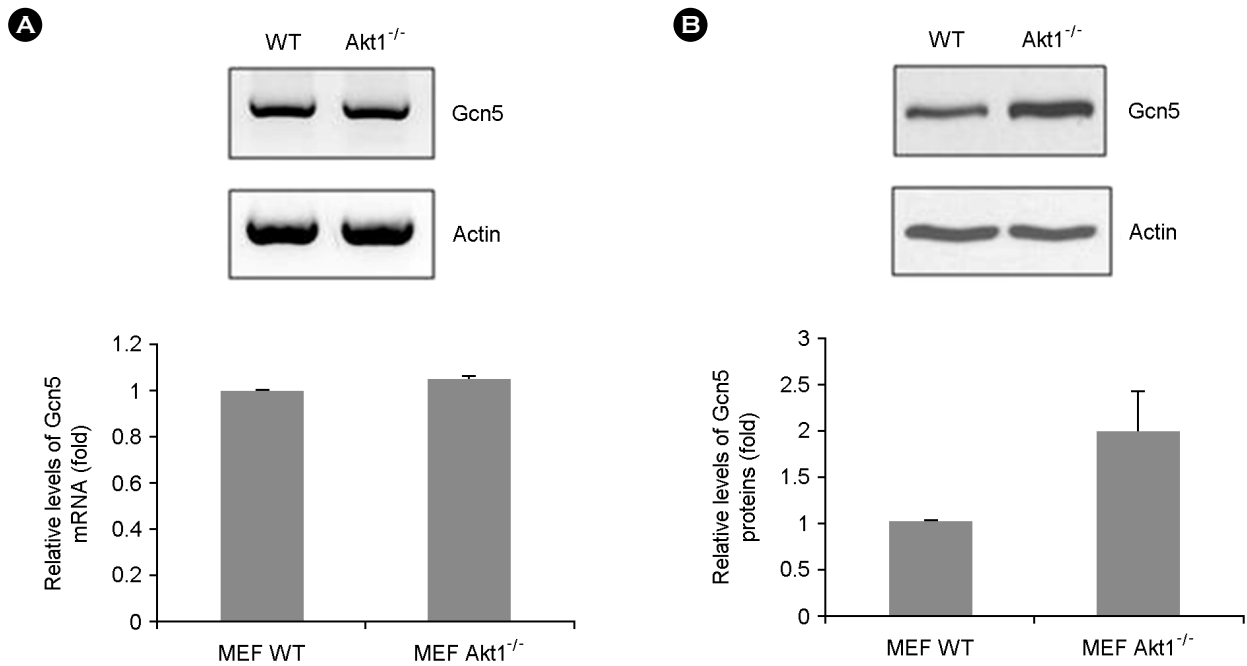 A
WT Akt1-/-
Gcn5
Actin
Relative levels of Gcn5
mRNA (fold)
1.2
1
0.8
0.6
0.4
0.2
0
MEF WT MEF Akt1-/-
B
WT Akt1-/-
Gcn5
Actin
Relative levels of Gcn5
proteins (fold)
3
2.5
2
1.5
1
0.5
0
MEF WT MEF Akt1-/-